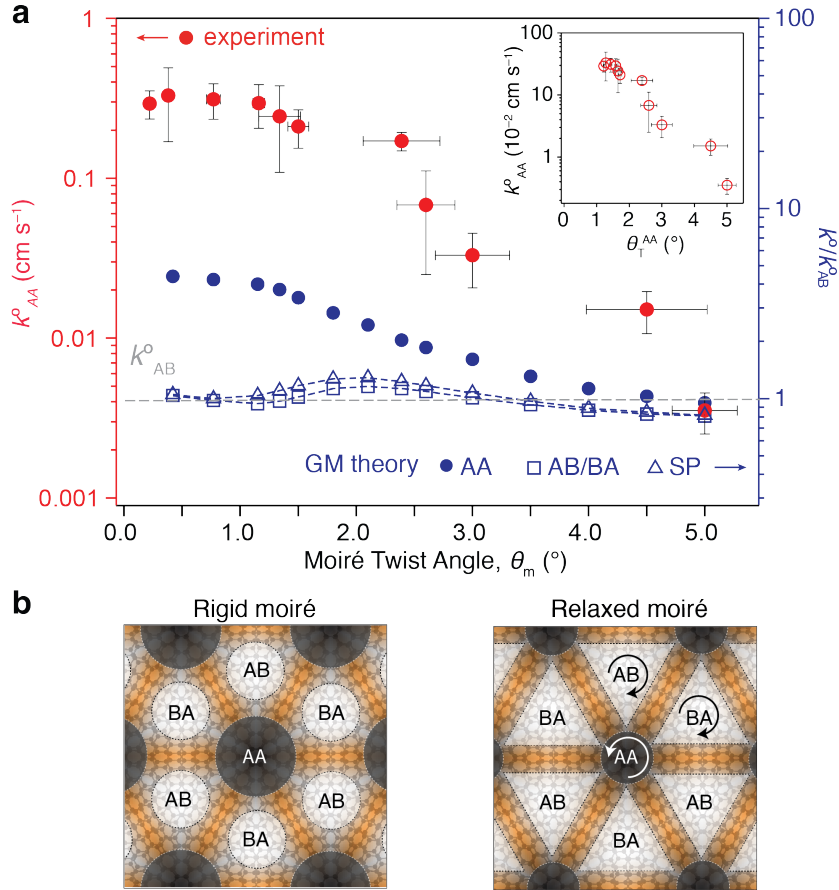 a
1
0.1
0.01
0.001
k°AA (cm s⁻¹)
experiment
100
10
1
k°AA (10⁻² cm s⁻¹)
0 1 2 3 4 5
θT^AA (°)
100
10
1
k°/k°AB
k°AB
GM theory AA AB/BA SP
0.0 1.0 2.0 3.0 4.0 5.0
Moiré Twist Angle, θm (°)
b
Rigid moiré
AB
BA BA
AA
AB AB
BA
Relaxed moiré
AB
BA BA
AA
AB AB
BA